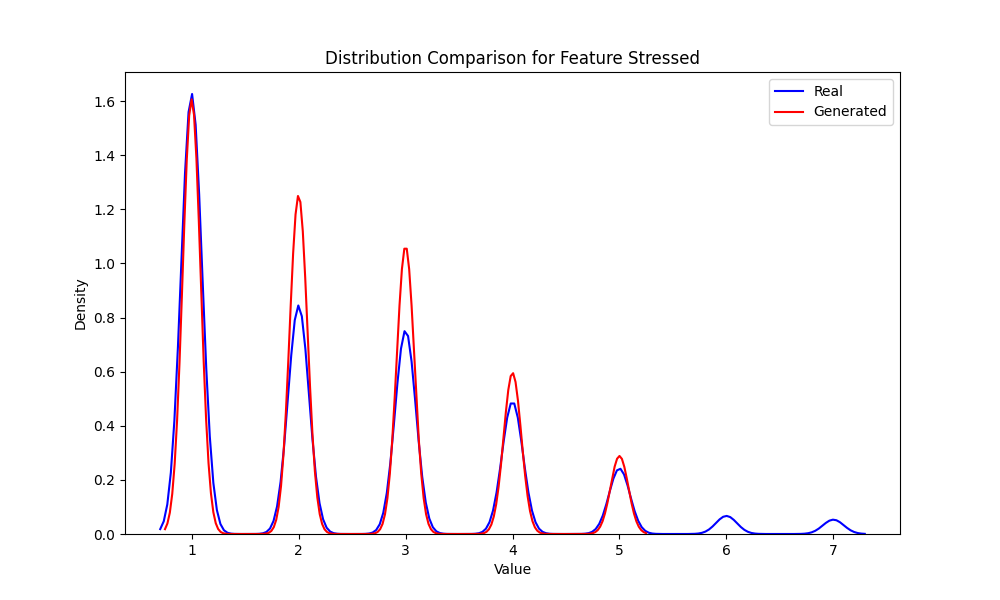 Distribution Comparison for Feature Stressed
Real
Generated
1.6
1.4
1.2
1.0
0.8
0.6
0.4
0.2
0.0
Density
1 2 3 4 5 6 7
Value